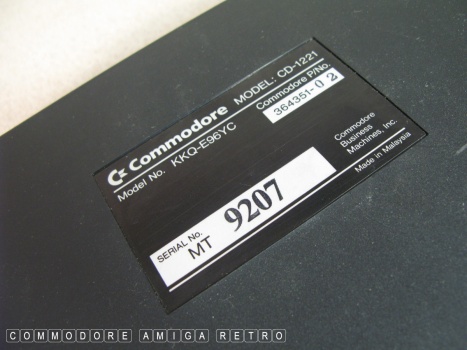 Commodore MODEL: CD-1221
Model No. KKQ-E96YC
Commodore P/No.
364351-02
Commodore
Business
Machines, Inc.
Made in Malaysia
SERIAL No.
MT 9207
COMMODORE AMIGA RETRO